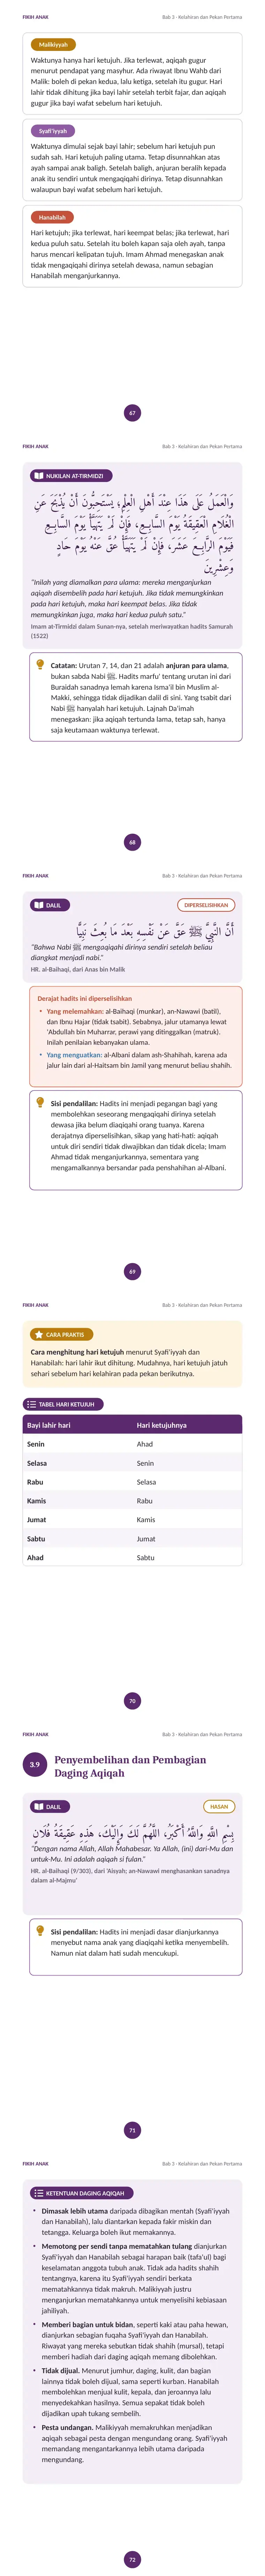 FIKIH ANAK
Bab 3 - Kelahiran dan Pekan Pertama
Malikiyyah
Waktunya hanya hari ketujuh. Jika terlewat, aqiqah gugur
menurut pendapat yang masyhur. Ada riwayat Ibnu Wahb dari
Malik: boleh di pekan kedua, lalu ketiga, setelah itu gugur. Hari
lahir tidak dihitung jika bayi lahir setelah terbit fajar, dan aqiqah
gugur jika bayi wafat sebelum hari ketujuh.
Syafi'iyyah
Waktunya dimulai sejak bayi lahir; sebelum hari ketujuh pun
sudah sah. Hari ketujuh paling utama. Tetap disunnahkan atas
ayah sampai anak baligh. Setelah baligh, anjuran beralih kepada
anak itu sendiri untuk mengaqiqahi dirinya. Tetap disunnahkan
walaupun bayi wafat sebelum hari ketujuh.
Hanabilah
Hari ketujuh; jika terlewat, hari keempat belas; jika terlewat, hari
kedua puluh satu. Setelah itu boleh kapan saja oleh ayah, tanpa
harus mencari kelipatan tujuh. Imam Ahmad menegaskan anak
tidak mengaqiqahi dirinya setelah dewasa, namun sebagian
Hanabilah menganjurkannya.
67
FIKIH ANAK
Bab 3 - Kelahiran dan Pekan Pertama
NUKILAN AT-TIRMIDZI
وَالْعَمَلُ عَلَى هَذَا عِنْدَ أَهْلِ الْعِلْمِ، يَسْتَحِبُّونَ أَنْ يُذْبَحَ عَنِ
الْغُلَامِ الْعَقِيقَةُ يَوْمَ السَّابِعِ، فَإِنْ لَمْ يَتَهَيَّأْ يَوْمَ السَّابِعِ
فَيَوْمَ الرَّابِعَ عَشَرَ، فَإِنْ لَمْ يَتَهَيَّأْ عُقَّ عَنْهُ يَوْمَ حَادٍ
وَعِشْرِينَ
"Inilah yang diamalkan para ulama: mereka menganjurkan
aqiqah disembelih pada hari ketujuh. Jika tidak memungkinkan
pada hari ketujuh, maka hari keempat belas. Jika tidak
memungkinkan juga, maka hari kedua puluh satu."
Imam at-Tirmidzi dalam Sunan-nya, setelah meriwayatkan hadits Samurah
(1522)
Catatan: Urutan 7, 14, dan 21 adalah anjuran para ulama,
bukan sabda Nabi ﷺ. Hadits marfu' tentang urutan ini dari
Buraidah sanadnya lemah karena Isma'il bin Muslim al-
Makki, sehingga tidak dijadikan dalil di sini. Yang tsabit dari
Nabi ﷺ hanyalah hari ketujuh. Lajnah Da'imah
menegaskan: jika aqiqah tertunda lama, tetap sah, hanya
saja keutamaan waktunya terlewat.
68
FIKIH ANAK
Bab 3 - Kelahiran dan Pekan Pertama
DALIL
DIPERSELISIHKAN
أَنَّ النَّبِيَّ ﷺ عَقَّ عَنْ نَفْسِهِ بَعْدَ مَا بُعِثَ نَبِيًّا
"Bahwa Nabi ﷺ mengaqiqahi dirinya sendiri setelah beliau
diangkat menjadi nabi."
HR. al-Baihaqi, dari Anas bin Malik
Derajat hadits ini diperselisihkan
• Yang melemahkan: al-Baihaqi (munkar), an-Nawawi (batil),
dan Ibnu Hajar (tidak tsabit). Sebabnya, jalur utamanya lewat
'Abdullah bin Muharrar, perawi yang ditinggalkan (matruk).
Inilah penilaian kebanyakan ulama.
• Yang menguatkan: al-Albani dalam ash-Shahihah, karena ada
jalur lain dari al-Haitsam bin Jamil yang menurut beliau shahih.
Sisi pendalilan: Hadits ini menjadi pegangan bagi yang
membolehkan seseorang mengaqiqahi dirinya setelah
dewasa jika belum diaqiqahi orang tuanya. Karena
derajatnya diperselisihkan, sikap yang hati-hati: aqiqah
untuk diri sendiri tidak diwajibkan dan tidak dicela; Imam
Ahmad tidak menganjurkannya, sementara yang
mengamalkannya bersandar pada penshahihan al-Albani.
69
FIKIH ANAK
Bab 3 - Kelahiran dan Pekan Pertama
CARA PRAKTIS
Cara menghitung hari ketujuh menurut Syafi'iyyah dan
Hanabilah: hari lahir ikut dihitung. Mudahnya, hari ketujuh jatuh
sehari sebelum hari kelahiran pada pekan berikutnya.
TABEL HARI KETUJUH
Bayi lahir hari Hari ketujuhnya
Senin Ahad
Selasa Senin
Rabu Selasa
Kamis Rabu
Jumat Kamis
Sabtu Jumat
Ahad Sabtu
70
FIKIH ANAK
Bab 3 - Kelahiran dan Pekan Pertama
3.9
Penyembelihan dan Pembagian
Daging Aqiqah
DALIL
HASAN
بِسْمِ اللَّهِ وَاللَّهُ أَكْبَرُ، اللَّهُمَّ لَكَ وَإِلَيْكَ، هَذِهِ عَقِيقَةُ فُلَانٍ
"Dengan nama Allah, Allah Mahabesar. Ya Allah, (ini) dari-Mu dan
untuk-Mu. Ini adalah aqiqah si fulan."
HR. al-Baihaqi (9/303), dari 'Aisyah; an-Nawawi menghasankan sanadnya
dalam al-Majmu'
Sisi pendalilan: Hadits ini menjadi dasar dianjurkannya
menyebut nama anak yang diaqiqahi ketika menyembelih.
Namun niat dalam hati sudah mencukupi.
71
FIKIH ANAK
Bab 3 - Kelahiran dan Pekan Pertama
KETENTUAN DAGING AQIQAH
• Dimasak lebih utama daripada dibagikan mentah (Syafi'iyyah
dan Hanabilah), lalu diantarkan kepada fakir miskin dan
tetangga. Keluarga boleh ikut memakannya.
• Memotong per sendi tanpa mematahkan tulang dianjurkan
Syafi'iyyah dan Hanabilah sebagai harapan baik (tafa'ul) bagi
keselamatan anggota tubuh anak. Tidak ada hadits shahih
tentangnya, karena itu Syafi'iyyah sendiri berkata
mematahkannya tidak makruh. Malikiyyah justru
menganjurkan mematahkannya untuk menyelisihi kebiasaan
jahiliyah.
• Memberi bagian untuk bidan, seperti kaki atau paha hewan,
dianjurkan sebagian fuqaha Syafi'iyyah dan Hanabilah.
Riwayat yang mereka sebutkan tidak shahih (mursal), tetapi
memberi hadiah dari daging aqiqah memang dibolehkan.
• Tidak dijual. Menurut jumhur, daging, kulit, dan bagian
lainnya tidak boleh dijual, sama seperti kurban. Hanabilah
membolehkan menjual kulit, kepala, dan jeroannya lalu
menyedekahkan hasilnya. Semua sepakat tidak boleh
dijadikan upah tukang sembelih.
• Pesta undangan. Malikiyyah memakruhkan menjadikan
aqiqah sebagai pesta dengan mengundang orang. Syafi'iyyah
memandang mengantarkannya lebih utama daripada
mengundang.
72